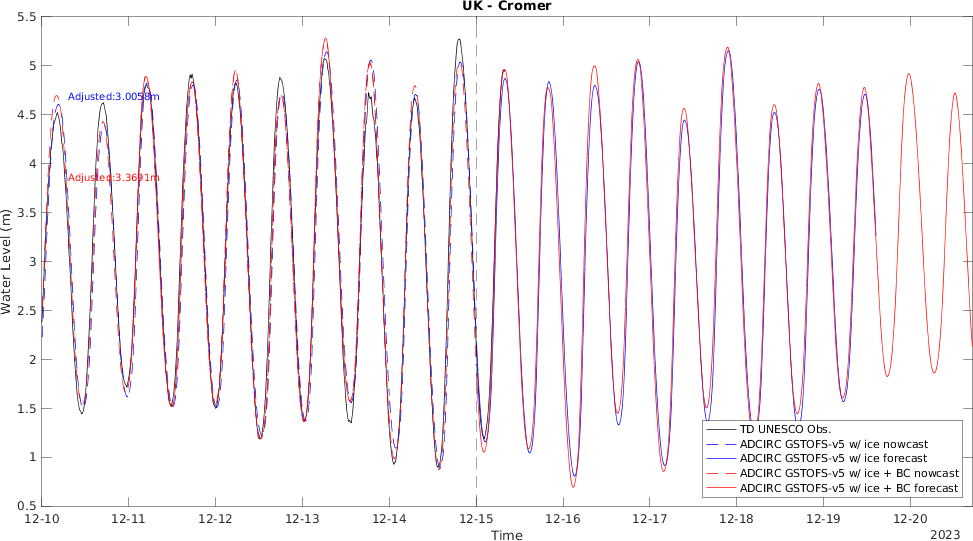 UK - Cromer
5.5
5
4.5
4
3.5
3
2.5
2
1.5
1
0.5
Water Level (m)
Adjusted:3.0058m
Adjusted:3.3691m
TD UNESCO Obs.
ADCIRC GSTOFS-v5 w/ ice nowcast
ADCIRC GSTOFS-v5 w/ ice forecast
ADCIRC GSTOFS-v5 w/ ice + BC nowcast
ADCIRC GSTOFS-v5 w/ ice + BC forecast
12-10 12-11 12-12 12-13 12-14 12-15 12-16 12-17 12-18 12-19 12-20
Time
2023